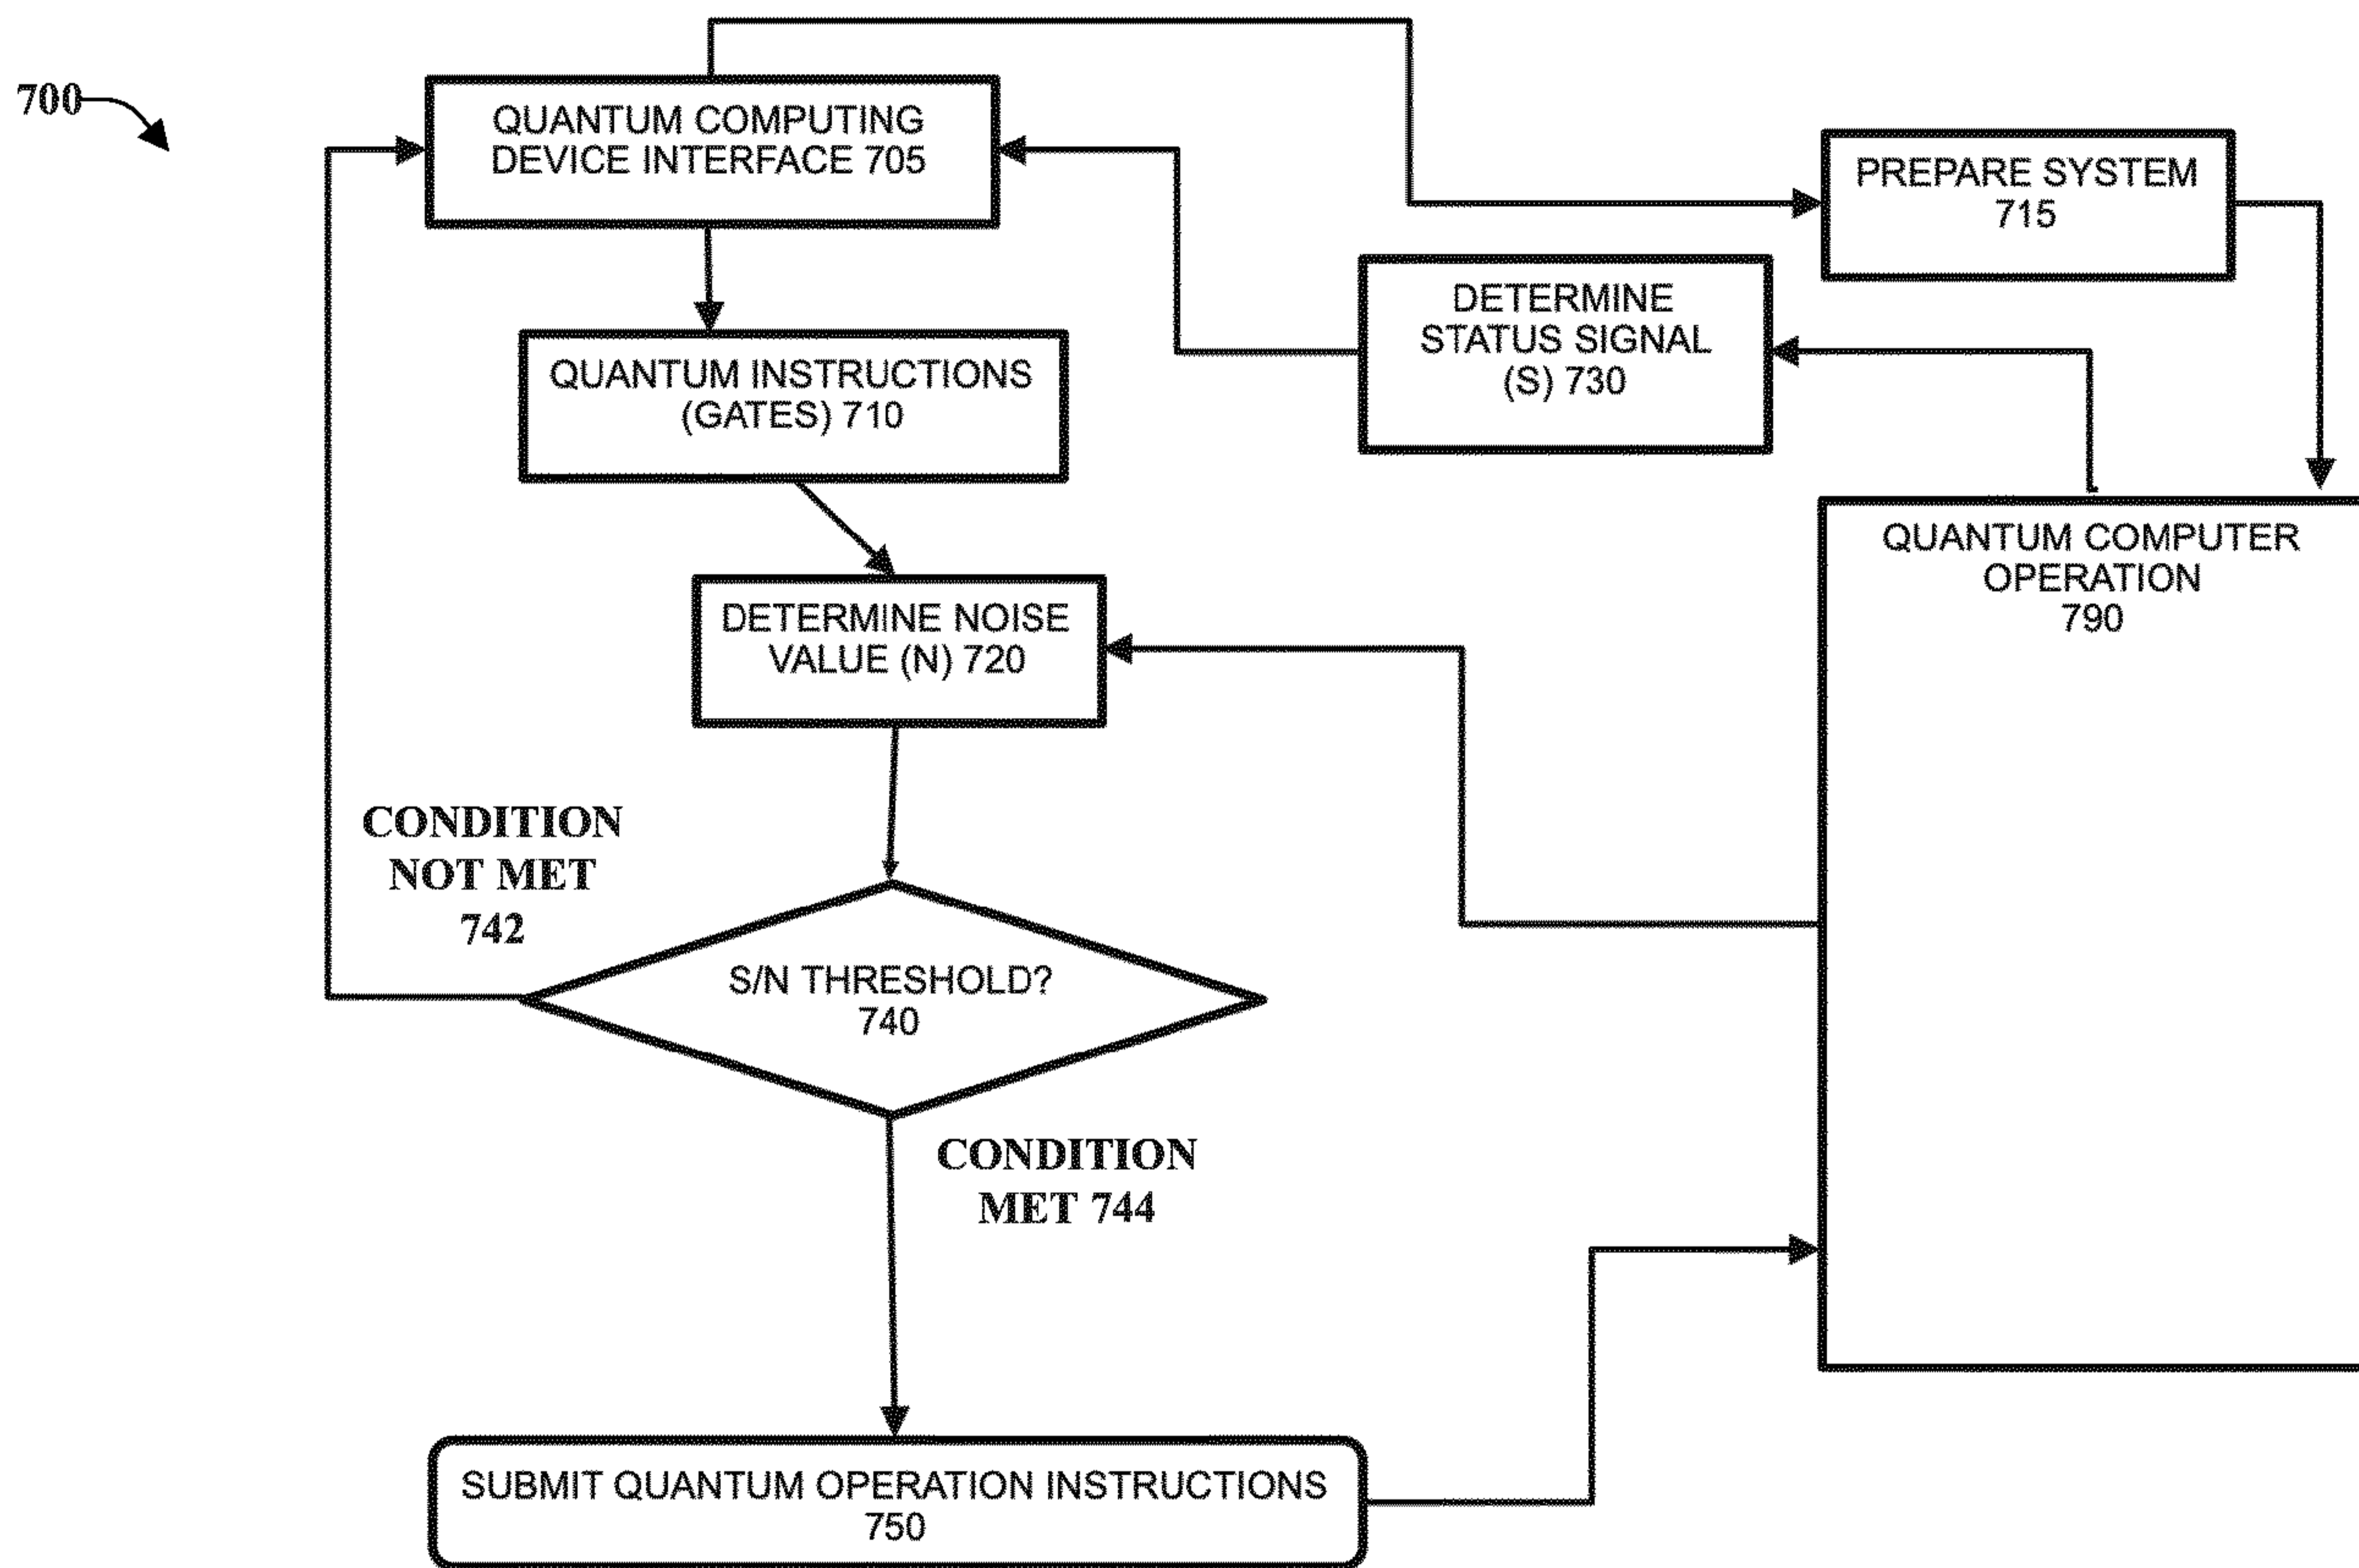 700
QUANTUM COMPUTING
DEVICE INTERFACE 705
PREPARE SYSTEM
715
DETERMINE
STATUS SIGNAL
(S) 730
QUANTUM INSTRUCTIONS
(GATES) 710
QUANTUM COMPUTER
OPERATION
790
DETERMINE NOISE
VALUE (N) 720
CONDITION
NOT MET
742
S/N THRESHOLD?
740
CONDITION
MET 744
SUBMIT QUANTUM OPERATION INSTRUCTIONS
750